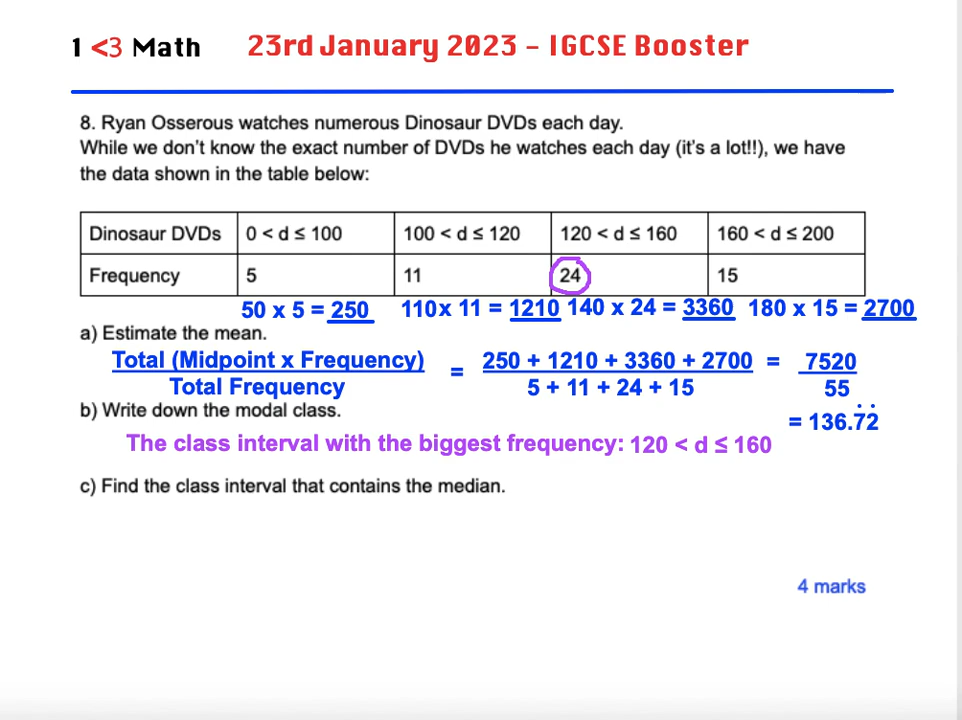 1 <3 Math 23rd January 2023 – IGCSE Booster
8. Ryan Osserous watches numerous Dinosaur DVDs each day.
While we don't know the exact number of DVDs he watches each day (it's a lot!!), we have
the data shown in the table below:
Dinosaur DVDs 0 < d ≤ 100 100 < d ≤ 120 120 < d ≤ 160 160 < d ≤ 200
Frequency 5 11 24 15
50 x 5 = 250 110x 11 = 1210 140 x 24 = 3360 180 x 15 = 2700
a) Estimate the mean.
Total (Midpoint x Frequency) = 250 + 1210 + 3360 + 2700 = 7520
Total Frequency 5 + 11 + 24 + 15 55
b) Write down the modal class.
= 136.7̇2̇
The class interval with the biggest frequency: 120 < d ≤ 160
c) Find the class interval that contains the median.
4 marks